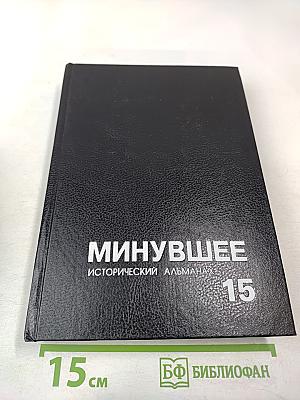 МИНУВШЕЕ
ИСТОРИЧЕСКИЙ АЛЬМАНАХ
15
15 см
БФ БИБЛИОФАН